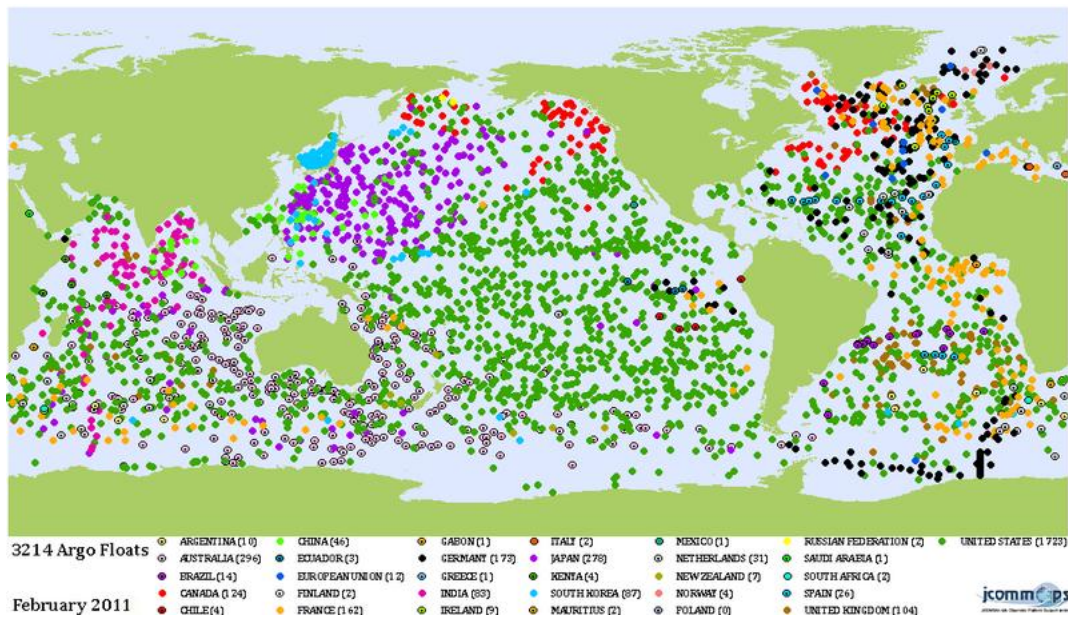 3214 Argo Floats
February 2011
ARGENTINA (10)
AUSTRALIA (296)
BRAZIL (14)
CANADA (124)
CHILE (4)
CHINA (46)
ECUADOR (3)
EUROPEAN UNION (12)
FINLAND (2)
FRANCE (162)
GABON (1)
GERMANY (173)
GREECE (1)
INDIA (83)
IRELAND (9)
ITALY (2)
JAPAN (278)
KENYA (4)
SOUTH KOREA (87)
MAURITIUS (2)
MEXICO (1)
NETHERLANDS (31)
NEW ZEALAND (7)
NORWAY (4)
POLAND (0)
RUSSIAN FEDERATION (2)
SAUDI ARABIA (1)
SOUTH AFRICA (2)
SPAIN (26)
UNITED KINGDOM (104)
UNITED STATES (1723)
jcommops